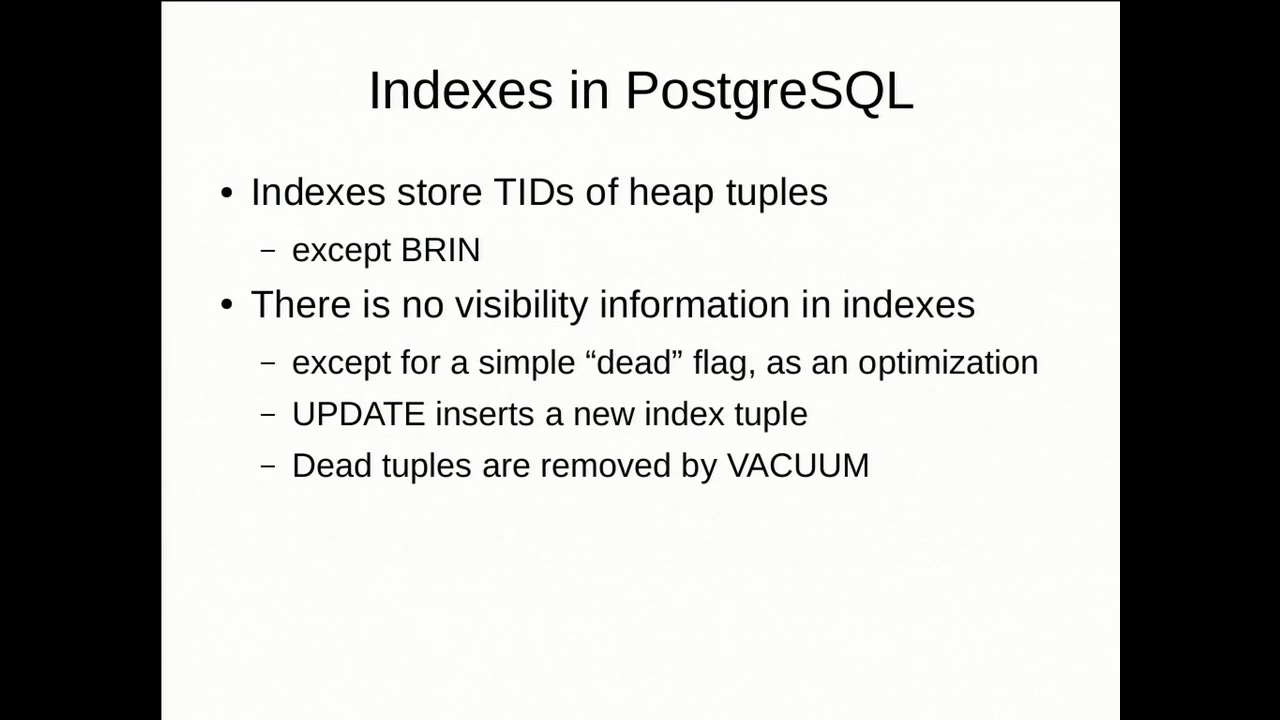 Indexes in PostgreSQL
• Indexes store TIDs of heap tuples
– except BRIN
• There is no visibility information in indexes
– except for a simple “dead” flag, as an optimization
– UPDATE inserts a new index tuple
– Dead tuples are removed by VACUUM